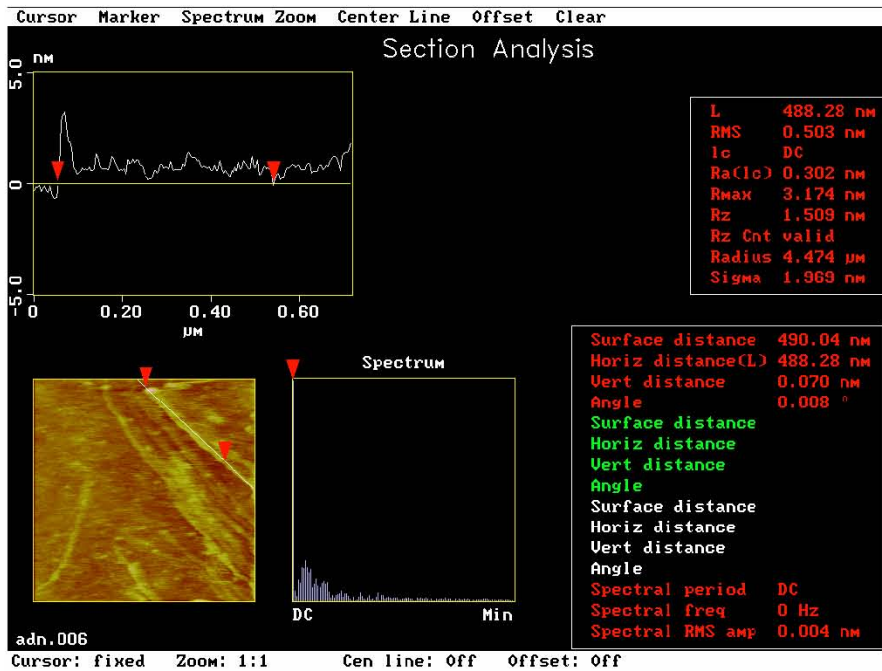 Cursor Marker Spectrum Zoom Center Line Offset Clear
Section Analysis
nm
5.0
0
-5.0
0 0.20 0.40 0.60
µm
L 488.28 nm
RMS 0.503 nm
lc DC
Ra(lc) 0.302 nm
Rmax 3.174 nm
Rz 1.509 nm
Rz Cnt valid
Radius 4.474 µm
Sigma 1.969 nm
Spectrum
DC Min
Surface distance 490.04 nm
Horiz distance(L) 488.28 nm
Vert distance 0.070 nm
Angle 0.008 °
Surface distance
Horiz distance
Vert distance
Angle
Surface distance
Horiz distance
Vert distance
Angle
Spectral period DC
Spectral freq 0 Hz
Spectral RMS amp 0.004 nm
adn.006
Cursor: fixed Zoom: 1:1 Cen line: Off Offset: Off